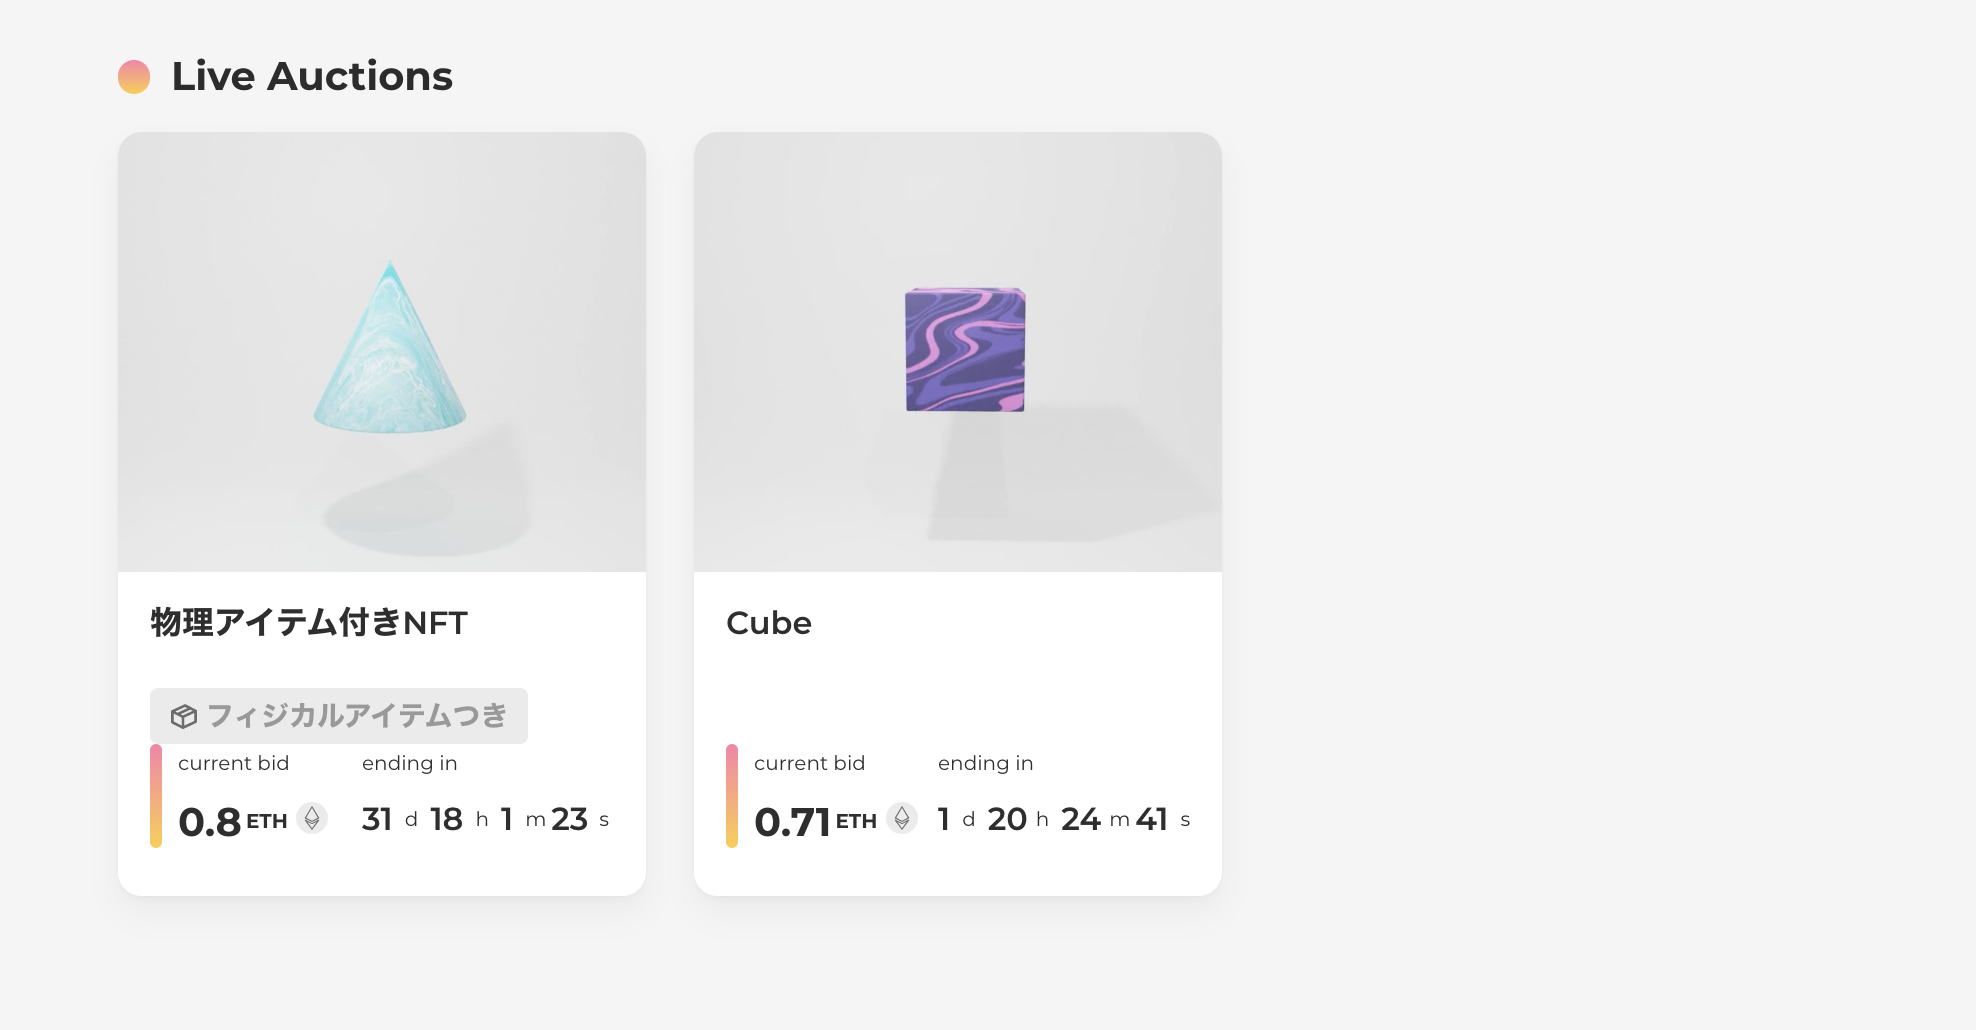 Live Auctions
物理アイテム付きNFT
フィジカルアイテムつき
current bid ending in
0.8 ETH 31 d 18 h 1 m 23 s
Cube
current bid ending in
0.71 ETH 1 d 20 h 24 m 41 s